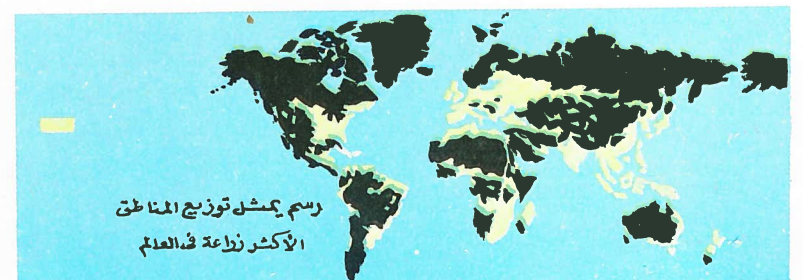 رسم يمثل توزيع المناطق
الأكثر زراعة في العالم